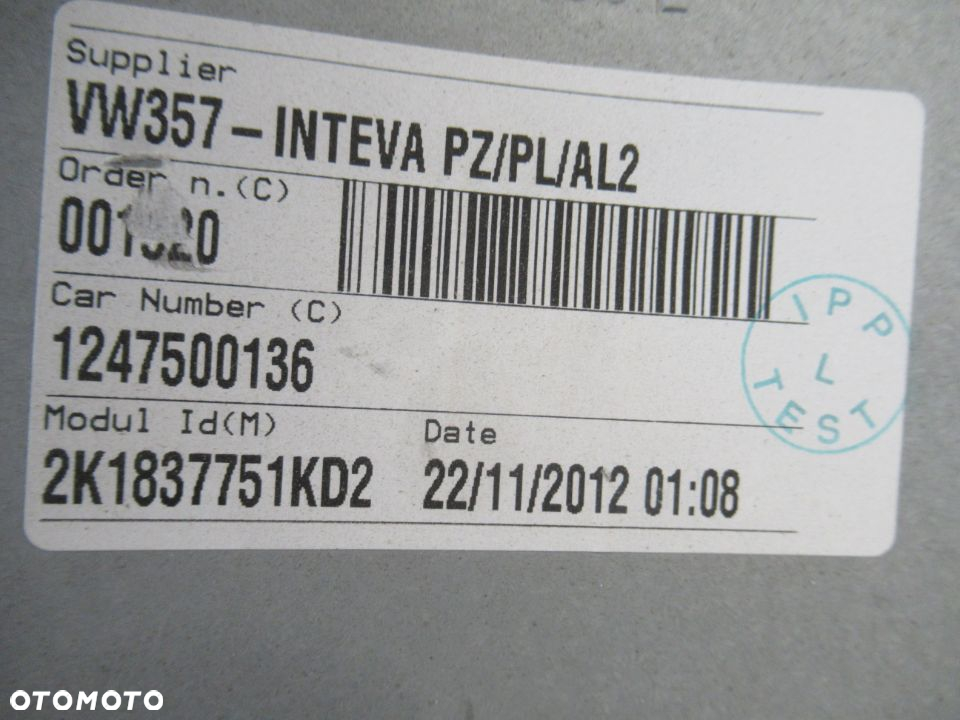 Supplier
VW357-INTEVA PZ/PL/AL2
Order n.(C)
Car Number (C)
1247500136
Modul Id(M)
2K1837751KD2
Date
22/11/2012 01:08
IPP
L
TEST
OTOMOTO